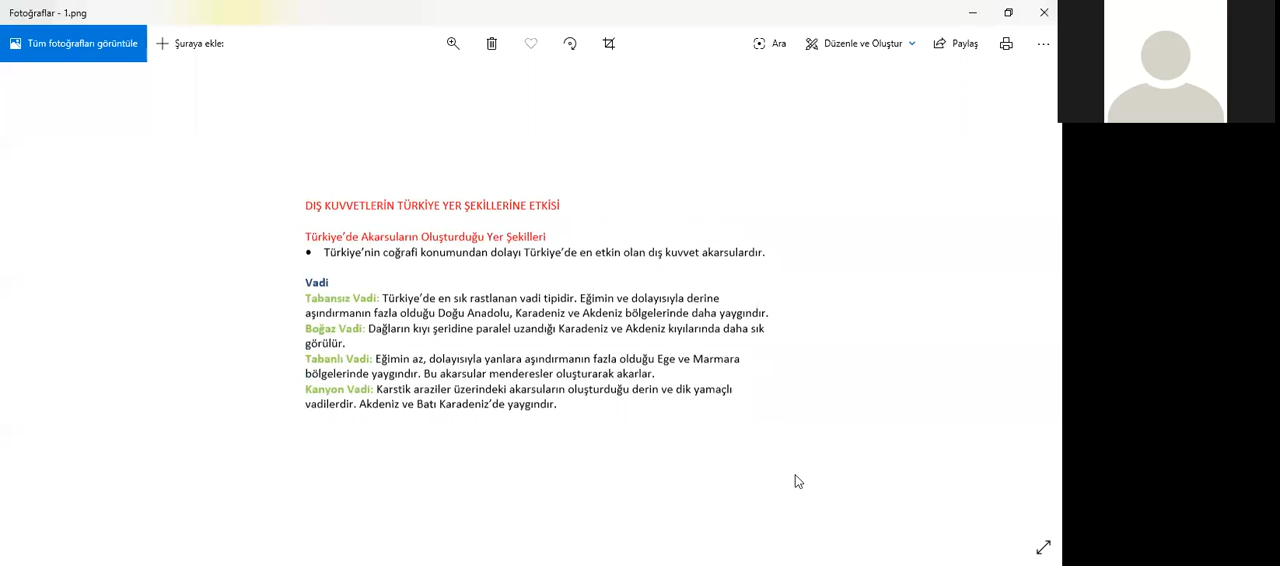 Fotoğraflar - 1.png
Tüm fotoğrafları görüntüle
Şuraya ekle:
Ara
Düzenle ve Oluştur
Paylaş
DIŞ KUVVETLERİN TÜRKİYE YER ŞEKİLLERİNE ETKİSİ
Türkiye'de Akarsuların Oluşturduğu Yer Şekilleri
• Türkiye'nin coğrafi konumundan dolayı Türkiye'de en etkin olan dış kuvvet akarsulardır.
Vadi
Tabansız Vadi: Türkiye'de en sık rastlanan vadi tipidir. Eğimin ve dolayısıyla derine
aşındırmanın fazla olduğu Doğu Anadolu, Karadeniz ve Akdeniz bölgelerinde daha yaygındır.
Boğaz Vadi: Dağların kıyı şeridine paralel uzandığı Karadeniz ve Akdeniz kıyılarında daha sık
görülür.
Tabanlı Vadi: Eğimin az, dolayısıyla yanlara aşındırmanın fazla olduğu Ege ve Marmara
bölgelerinde yaygındır. Bu akarsular menderesler oluşturarak akarlar.
Kanyon Vadi: Karstik araziler üzerindeki akarsuların oluşturduğu derin ve dik yamaçlı
vadilerdir. Akdeniz ve Batı Karadeniz'de yaygındır.